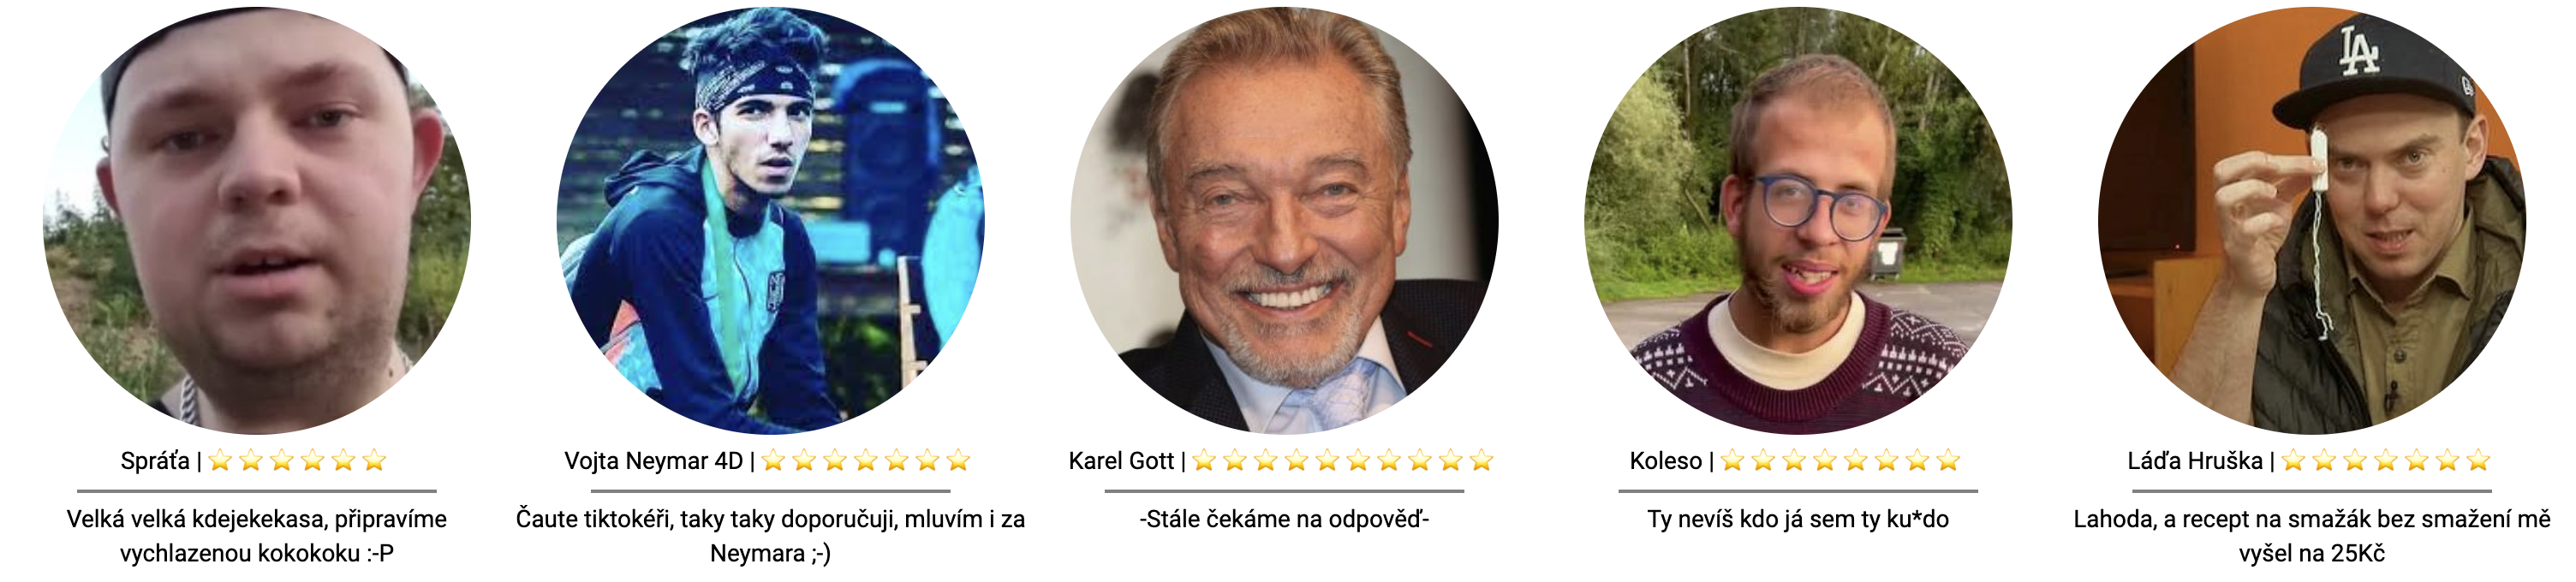 LA
Spráťa | ⭐⭐⭐⭐⭐⭐
Velká velká kdejekekasa, připravíme
vychlazenou kokokoku :-P
Vojta Neymar 4D | ⭐⭐⭐⭐⭐⭐⭐
Čaute tiktokéři, taky taky doporučuji, mluvím i za
Neymara ;-)
Karel Gott | ⭐⭐⭐⭐⭐⭐⭐⭐⭐⭐
-Stále čekáme na odpověď-
Koleso | ⭐⭐⭐⭐⭐⭐⭐⭐
Ty nevíš kdo já sem ty ku*do
Láďa Hruška | ⭐⭐⭐⭐⭐⭐⭐
Lahoda, a recept na smažák bez smažení mě
vyšel na 25Kč